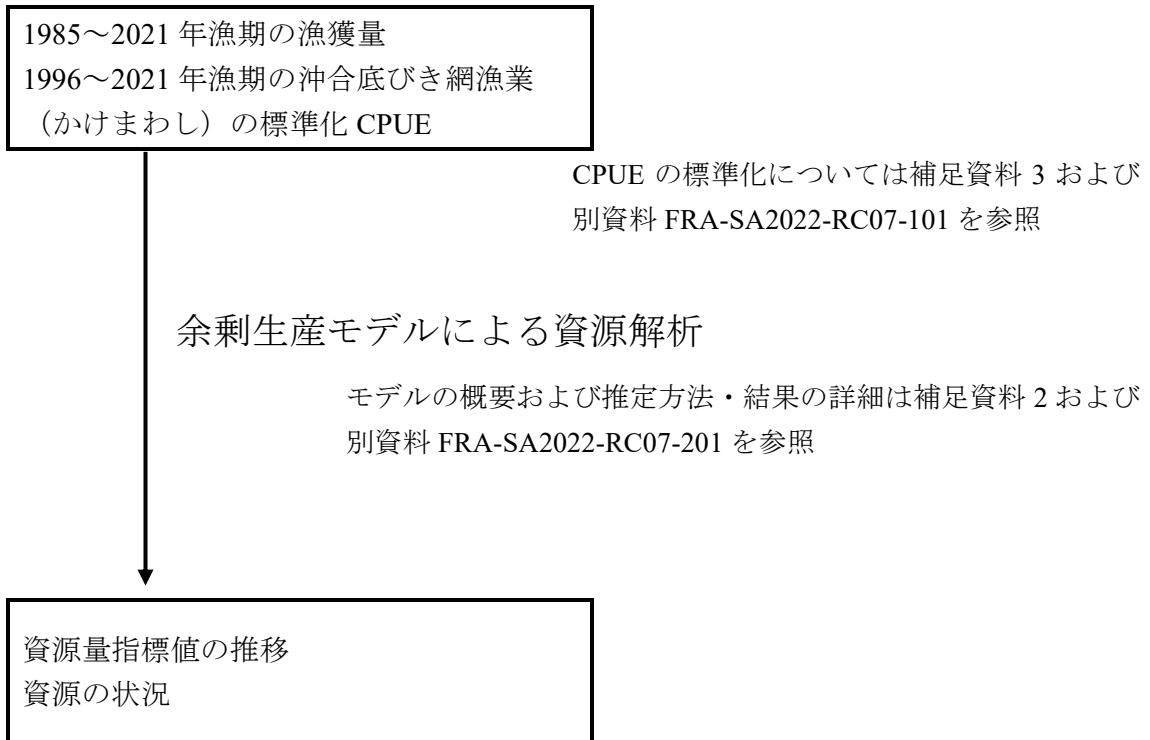 1985～2021 年漁期の漁獲量
1996～2021 年漁期の沖合底びき網漁業
（かけまわし）の標準化 CPUE
CPUE の標準化については補足資料 3 および
別資料 FRA-SA2022-RC07-101 を参照
余剰生産モデルによる資源解析
モデルの概要および推定方法・結果の詳細は補足資料 2 および
別資料 FRA-SA2022-RC07-201 を参照
資源量指標値の推移
資源の状況